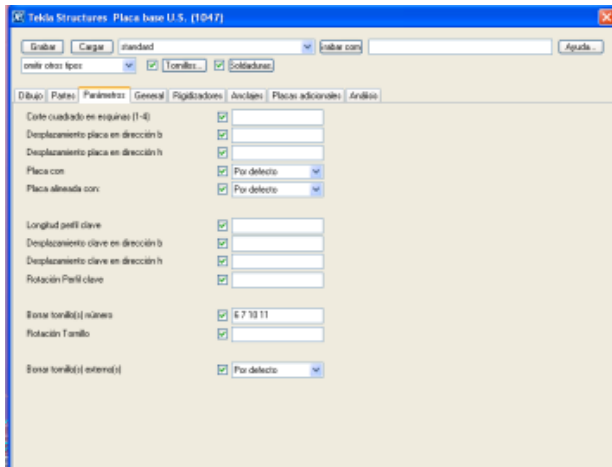 Tekla Structures Placa base U.S. (1047)
Grabar Cargar standard Grabar com Ayuda...
omitir otros tipos Tornillos... Soldaduras
Dibujo Partes Parámetros General Rigidizadores Anclajes Placas adicionales Análisis
Corte cuadrado en esquinas (1-4)
Desplazamiento placa en dirección b
Desplazamiento placa en dirección h
Placa con Por defecto
Placa alineada con: Por defecto
Longitud perfil clave
Desplazamiento clave en dirección b
Desplazamiento clave en dirección h
Rotación Perfil clave
Borrar tornillo(s) número 6 7 10 11
Rotación Tornillo
Borrar tornillo(s) externo(s) Por defecto